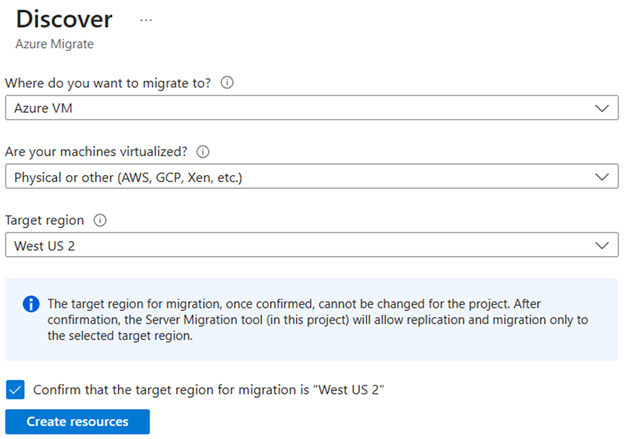 Discover ...
Azure Migrate
Where do you want to migrate to?
Azure VM
Are your machines virtualized?
Physical or other (AWS, GCP, Xen, etc.)
Target region
West US 2
The target region for migration, once confirmed, cannot be changed for the project. After
confirmation, the Server Migration tool (in this project) will allow replication and migration only to
the selected target region.
Confirm that the target region for migration is "West US 2"
Create resources